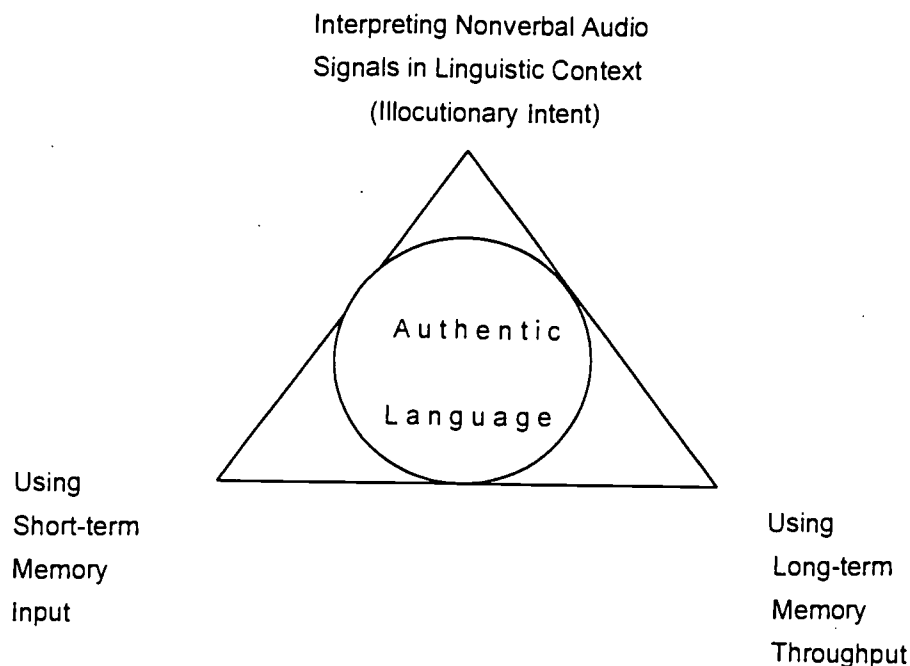 Interpreting Nonverbal Audio
Signals in Linguistic Context
(Illocutionary Intent)
Authentic
Language
Using
Short-term
Memory
Input
Using
Long-term
Memory
Throughput